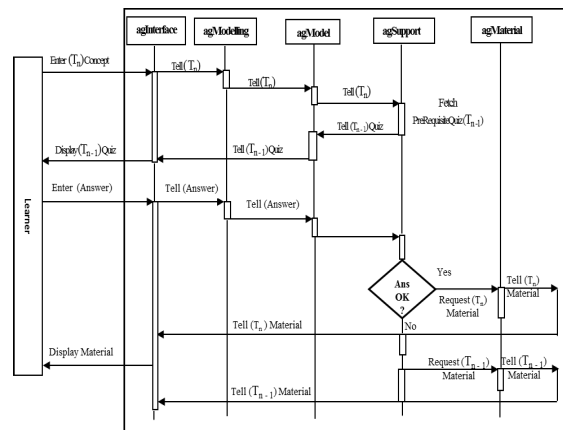 agInterface
agModelling
agModel
agSupport
agMaterial
Learner
Enter (Tn) Concept
Tell(Tn)
Tell(Tn)
Tell(Tn)
Fetch
PreRequisiteQuiz(Tn-1)
Tell (Tn-1) Quiz
Tell (Tn-1) Quiz
Display(Tn-1) Quiz
Enter (Answer)
Tell (Answer)
Tell (Answer)
Ans
OK
?
Yes
Request (Tn)
Material
Tell (Tn)
Material
No
Tell (Tn) Material
Display Material
Request (Tn-1)
Material
Tell (Tn-1)
Material
Tell (Tn-1) Material